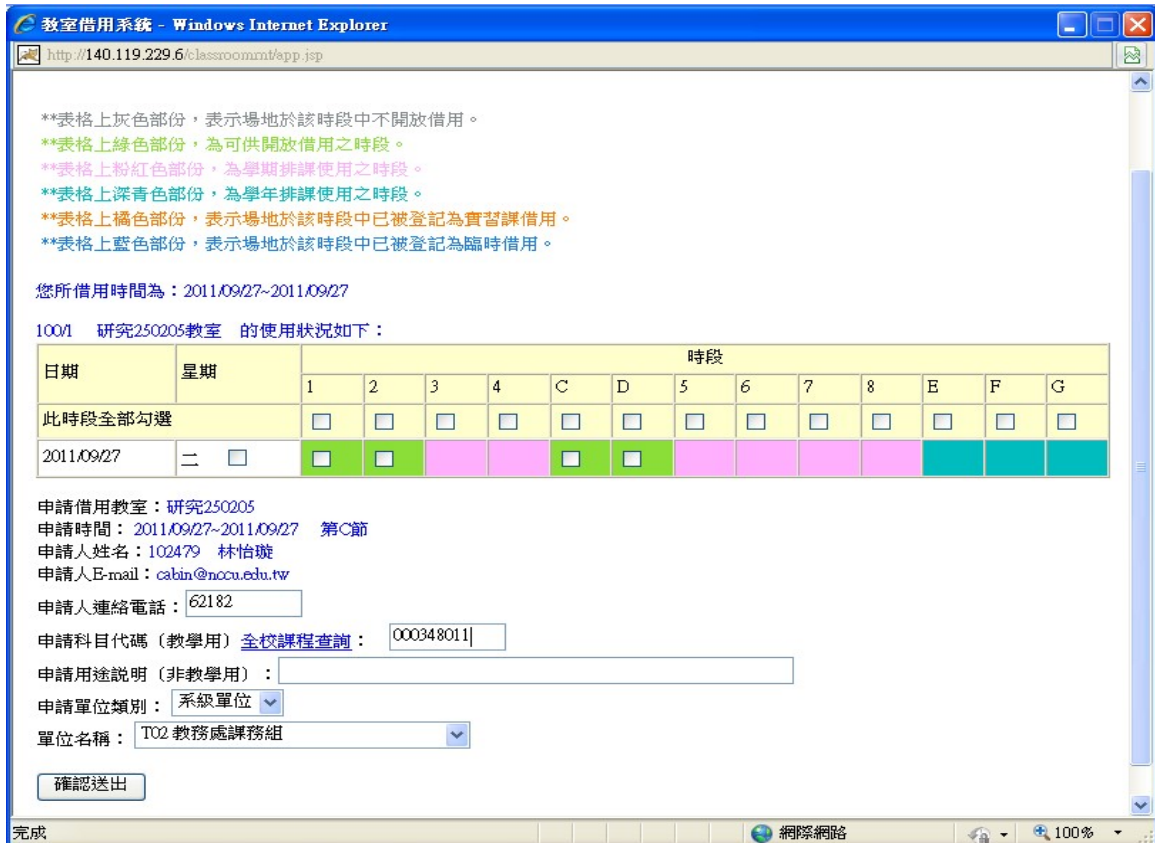 教室借用系統 - Windows Internet Explorer
http://140.119.229.6/classroomrnt/app.jsp
**表格上灰色部份，表示場地於該時段中不開放借用。
**表格上綠色部份，為可供開放借用之時段。
**表格上粉紅色部份，為學期排課使用之時段。
**表格上深青色部份，為學年排課使用之時段。
**表格上橘色部份，表示場地於該時段中已被登記為實習課借用。
**表格上藍色部份，表示場地於該時段中已被登記為臨時借用。
您所借用時間為：2011/09/27~2011/09/27
100/1 研究250205教室 的使用狀況如下：
日期 星期 時段
1 2 3 4 C D 5 6 7 8 E F G
此時段全部勾選
2011/09/27 二
申請借用教室：研究250205
申請時間： 2011/09/27~2011/09/27 第C節
申請人姓名：102479 林怡璇
申請人E-mail：cabin@nccu.edu.tw
申請人連絡電話：62182
申請科目代碼（教學用）全校課程查詢： 000348011
申請用途說明（非教學用）：
申請單位類別： 系級單位
單位名稱： T02 教務處課務組
確認送出
完成 網際網路 100%